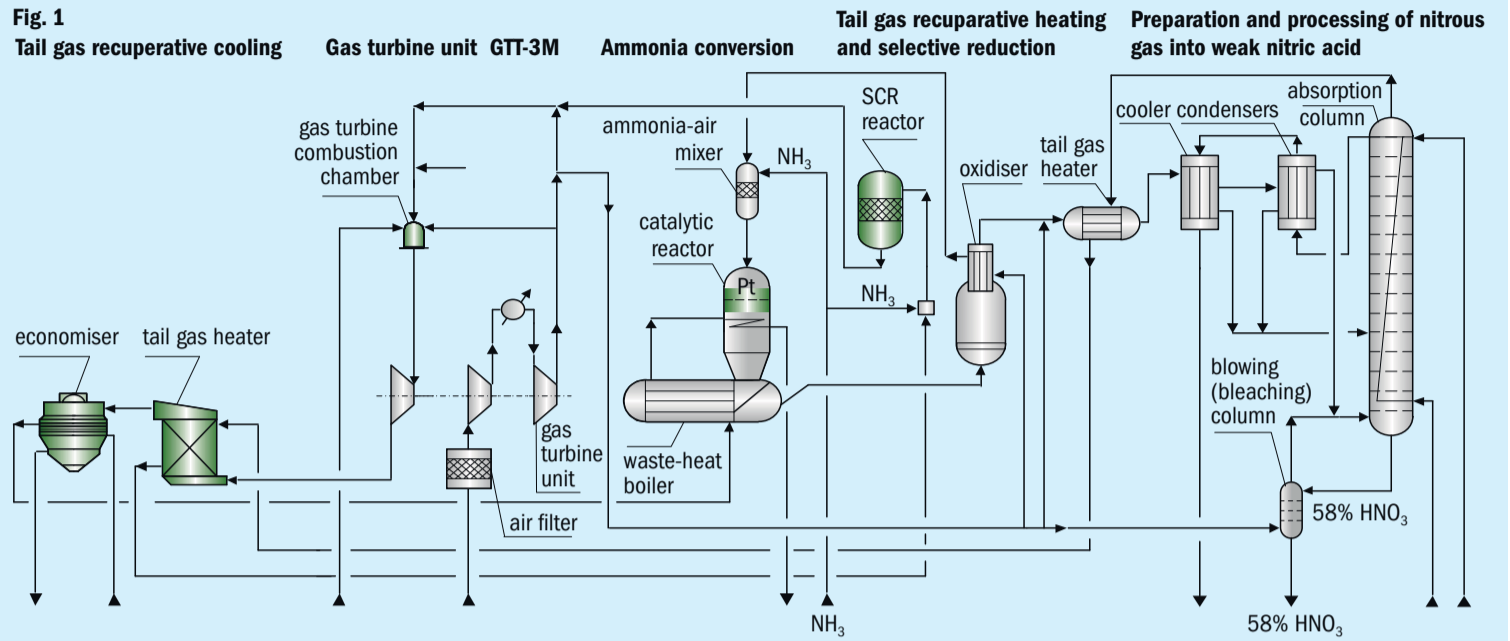 Fig. 1
Tail gas recuperative cooling
Gas turbine unit GTT-3M
Ammonia conversion
Tail gas recuparative heating
and selective reduction
Preparation and processing of nitrous
gas into weak nitric acid
gas turbine
combustion
chamber
ammonia-air
mixer
NH3
SCR
reactor
catalytic
reactor
Pt
NH3
oxidiser
tail gas
heater
cooler condensers
absorption
column
economiser
tail gas heater
gas
turbine
unit
air filter
waste-heat
boiler
blowing
(bleaching)
column
58% HNO3
NH3
58% HNO3